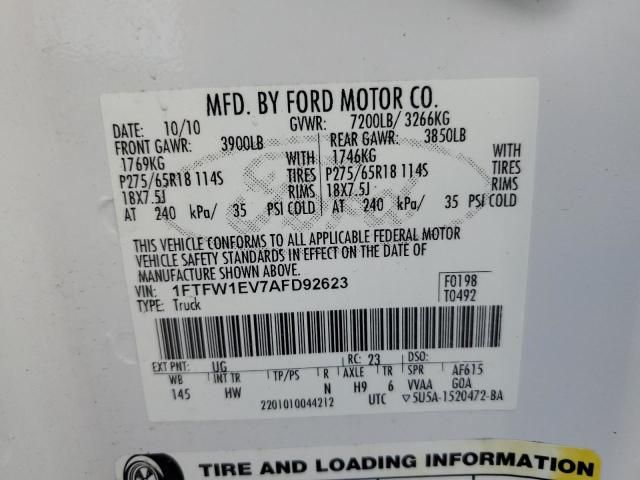 MFD. BY FORD MOTOR CO.
DATE: 10/10 GVWR: 7200LB/ 3266KG
FRONT GAWR: 3900LB REAR GAWR: 3850LB
1769KG WITH 1746KG WITH
P275/65R18 114S TIRES P275/65R18 114S TIRES
18X7.5J RIMS 18X7.5J RIMS
AT 240 kPa/ 35 PSI COLD AT 240 kPa/ 35 PSI COLD
THIS VEHICLE CONFORMS TO ALL APPLICABLE FEDERAL MOTOR
VEHICLE SAFETY STANDARDS IN EFFECT ON THE DATE OF
MANUFACTURE SHOWN ABOVE.
VIN: 1FTFW1EV7AFD92623 F0198
TYPE: Truck T0492
EXT PNT: UG RC: 23 DSO:
WB INT TR TP/PS R AXLE TR SPR AF615
145 HW N H9 6 VVAA GOA
2201010044212 UTC ▽5U5A-1520472-BA
TIRE AND LOADING INFORMATION